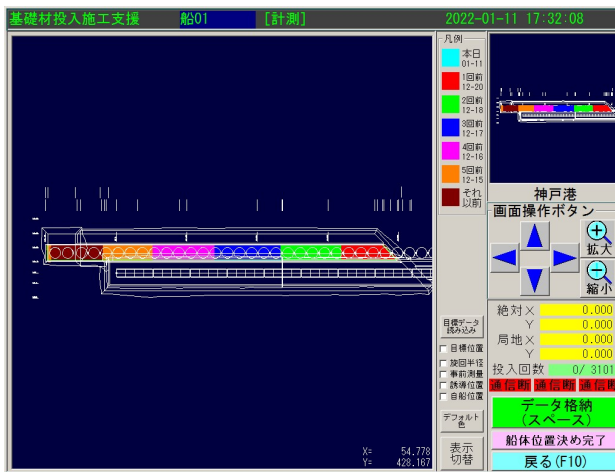 基礎材投入施工支援 船01 [計測] 2022-01-11 17:32:08
凡例
本日
01-11
1回前
12-20
2回前
12-18
3回前
12-17
4回前
12-16
5回前
12-15
それ
以前
神戸港
画面操作ボタン
拡大
縮小
絶対X 0.000
Y 0.000
局地X 0.000
Y 0.000
投入回数 0/ 3101
通信断 通信断 通信断
目標データ
読み込み
目標位置
旋回半径
事前測量
誘導位置
自船位置
デフォルト
色
表示
切替
データ格納
(スペース)
船体位置決め完了
戻る(F10)
X= 54.778
Y= 428.167